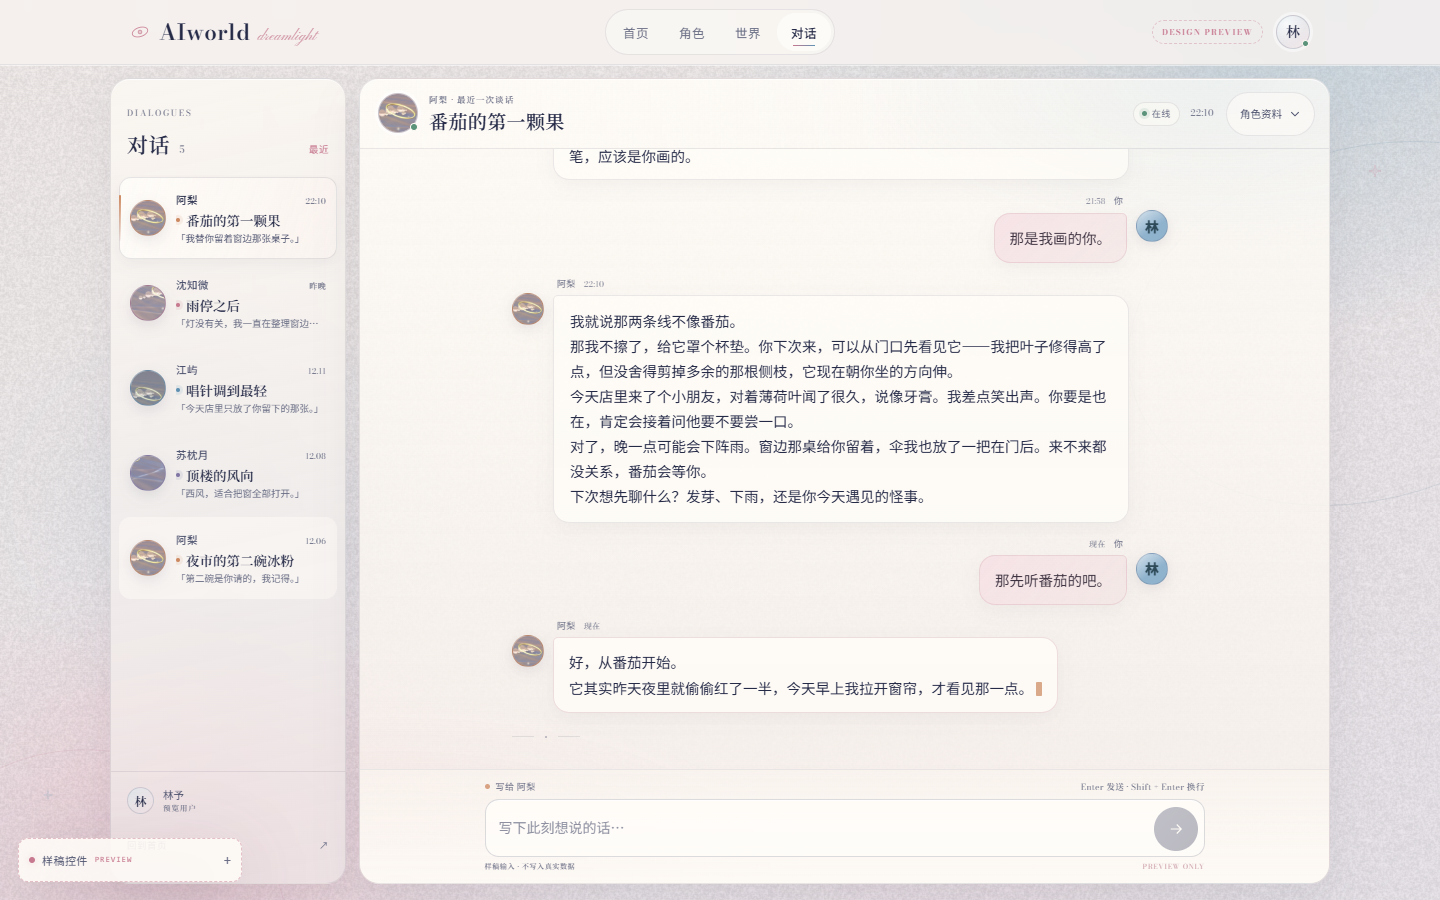 AIworld dreamlight
首页
角色
世界
对话
DESIGN PREVIEW
林
DIALOGUES
对话 5
最近
阿梨 22:10
番茄的第一颗果
「我替你留着窗边那张桌子。」
沈知微 昨晚
雨停之后
「灯没有关，我一直在整理窗边…
江屿 12.11
唱针调到最轻
「今天店里只放了你留下的那张。」
苏枕月 12.08
顶楼的风向
「西风，适合把窗全部打开。」
阿梨 12.06
夜市的第二碗冰粉
「第二碗是你请的，我记得。」
林 林予
预览用户
↗
样稿控件 PREVIEW +
阿梨 · 最近一次谈话
番茄的第一颗果
在线
22:10
角色资料
笔，应该是你画的。
21:58 你
那是我画的你。
林
阿梨 22:10
我就说那两条线不像番茄。
那我不擦了，给它罩个杯垫。你下次来，可以从门口先看见它——我把叶子修得高了
点，但没舍得剪掉多余的那根侧枝，它现在朝你坐的方向伸。
今天店里来了个小朋友，对着薄荷叶闻了很久，说像牙膏。我差点笑出声。你要是也
在，肯定会接着问他要不要尝一口。
对了，晚一点可能会下阵雨。窗边那桌给你留着，伞我也放了一把在门后。来不来都
没关系，番茄会等你。
下次想先聊什么？发芽、下雨，还是你今天遇见的怪事。
现在 你
那先听番茄的吧。
林
阿梨 现在
好，从番茄开始。
它其实昨天夜里就偷偷红了一半，今天早上我拉开窗帘，才看见那一点。
写给 阿梨
Enter 发送 · Shift + Enter 换行
写下此刻想说的话…
样稿输入 · 不写入真实数据
PREVIEW ONLY